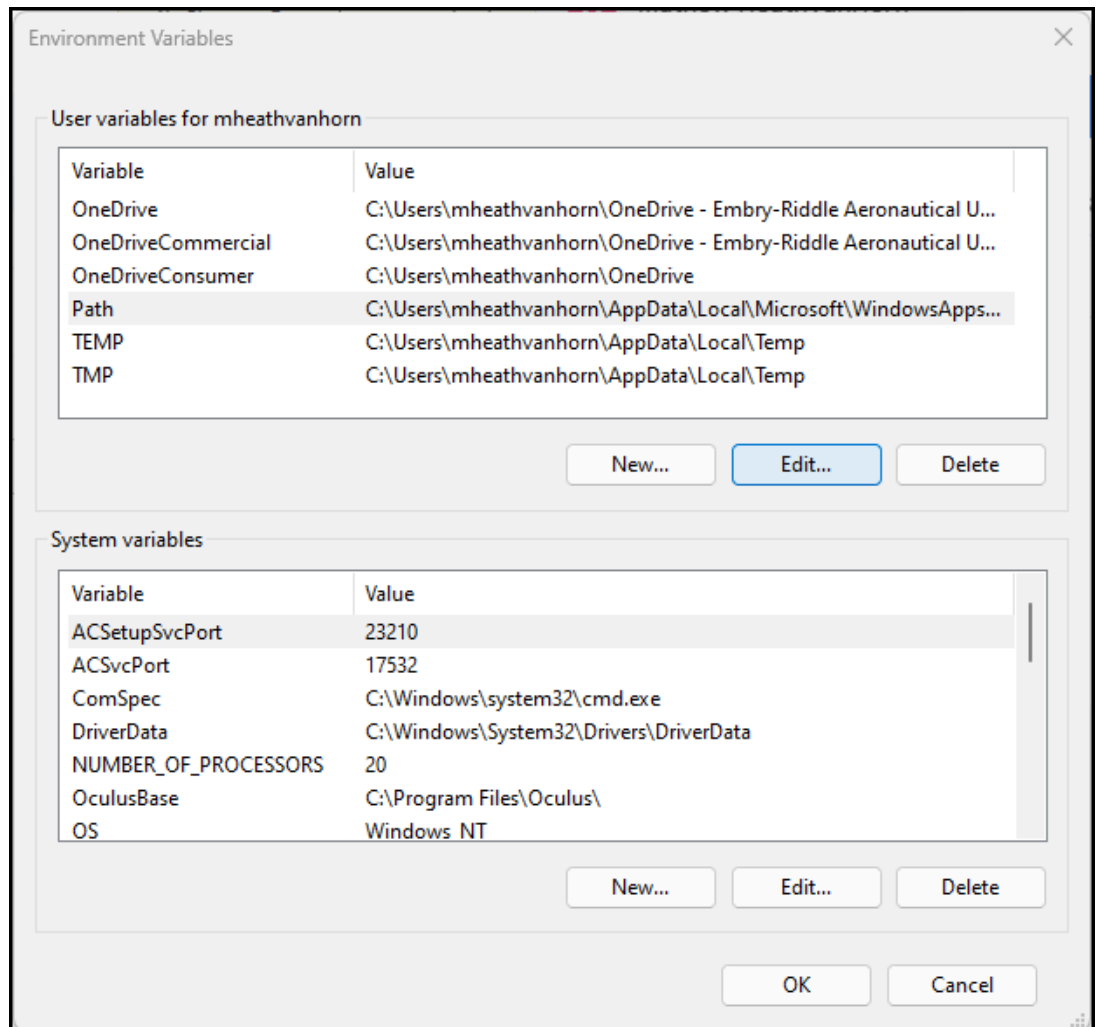 Environment Variables
User variables for mheathvanhorn
Variable Value
OneDrive C:\Users\mheathvanhorn\OneDrive - Embry-Riddle Aeronautical U...
OneDriveCommercial C:\Users\mheathvanhorn\OneDrive - Embry-Riddle Aeronautical U...
OneDriveConsumer C:\Users\mheathvanhorn\OneDrive
Path C:\Users\mheathvanhorn\AppData\Local\Microsoft\WindowsApps...
TEMP C:\Users\mheathvanhorn\AppData\Local\Temp
TMP C:\Users\mheathvanhorn\AppData\Local\Temp
New... Edit... Delete
System variables
Variable Value
ACSetupSvcPort 23210
ACSvcPort 17532
ComSpec C:\Windows\system32\cmd.exe
DriverData C:\Windows\System32\Drivers\DriverData
NUMBER_OF_PROCESSORS 20
OculusBase C:\Program Files\Oculus\
OS Windows_NT
New... Edit... Delete
OK Cancel